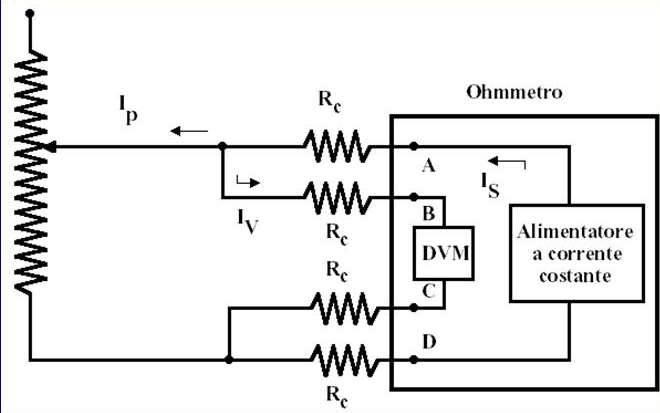 Ohmmetro
R_c
I_p
A
I_S
B
I_V
R_c
DVM
Alimentatore
a corrente
costante
R_c
C
D
R_c